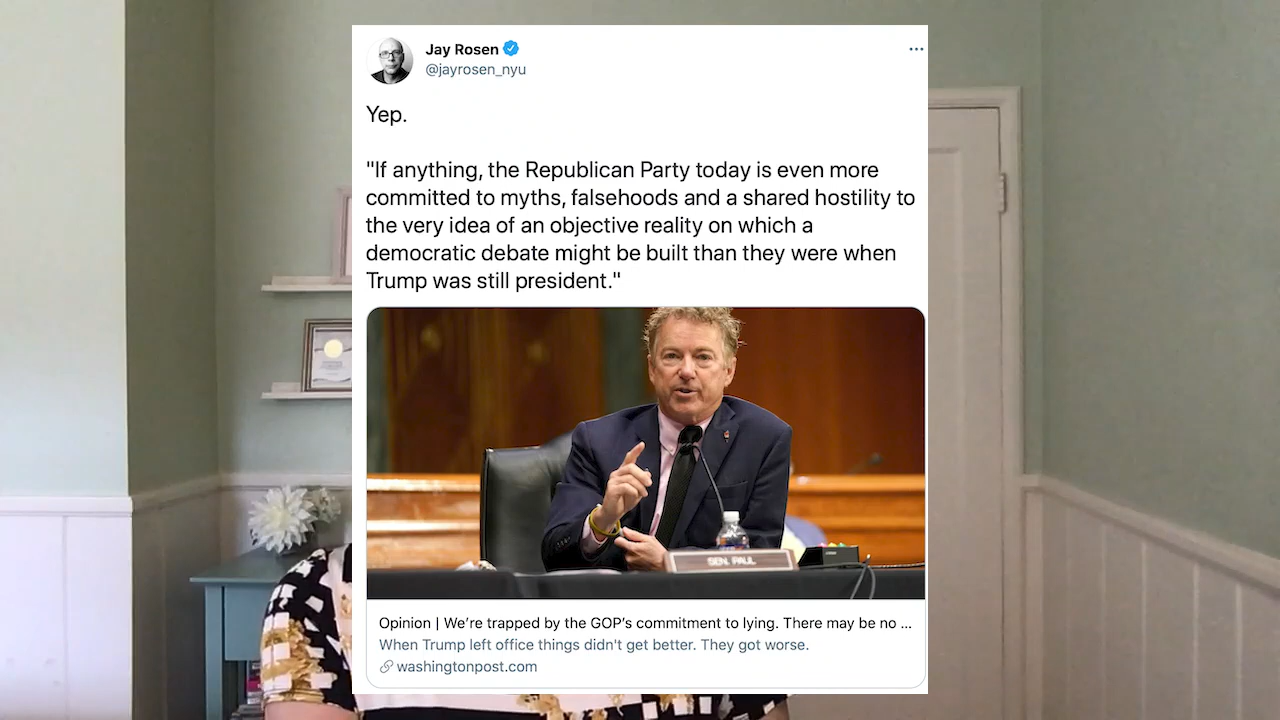 Jay Rosen
@jayrosen_nyu
Yep.
"If anything, the Republican Party today is even more
committed to myths, falsehoods and a shared hostility to
the very idea of an objective reality on which a
democratic debate might be built than they were when
Trump was still president."
SEN. PAUL
Opinion | We’re trapped by the GOP’s commitment to lying. There may be no ...
When Trump left office things didn't get better. They got worse.
washingtonpost.com